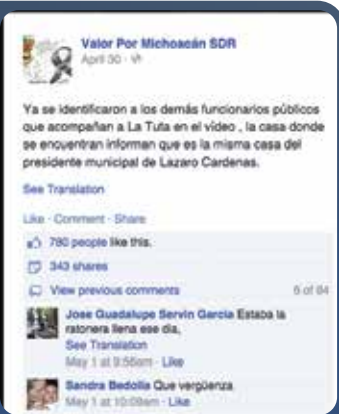 Valor Por Michoacán SDR
April 30 ·
Ya se identificaron a los demás funcionarios públicos
que acompañan a La Tuta en el vídeo , la casa donde
se encuentran informan que es la misma casa del
presidente municipal de Lazaro Cardenas.
See Translation
Like · Comment · Share
780 people like this.
343 shares
View previous comments
6 of 84
Jose Guadalupe Servin Garcia Estaba la
ratonera llena ese dia,
See Translation
May 1 at 9:56am · Like
Sandra Bedolla Que vergüenza
May 1 at 10:08am · Like